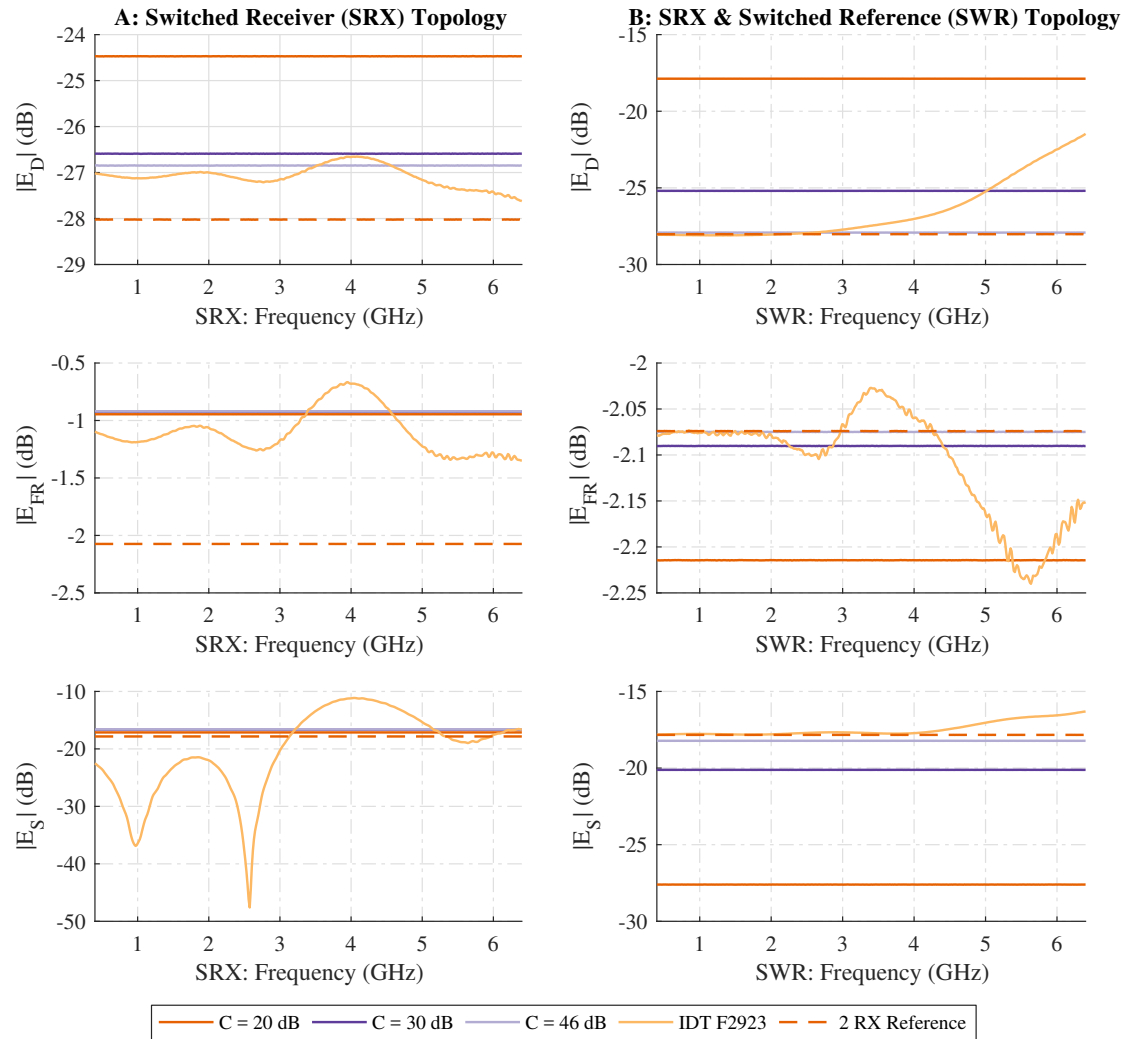 A: Switched Receiver (SRX) Topology
-24
-25
-26
-27
-28
-29
|E_D| (dB)
1 2 3 4 5 6
SRX: Frequency (GHz)
B: SRX & Switched Reference (SWR) Topology
-15
-20
-25
-30
|E_D| (dB)
1 2 3 4 5 6
SWR: Frequency (GHz)
-0.5
-1
-1.5
-2
-2.5
|E_FR| (dB)
1 2 3 4 5 6
SRX: Frequency (GHz)
-2
-2.05
-2.1
-2.15
-2.2
-2.25
|E_FR| (dB)
1 2 3 4 5 6
SWR: Frequency (GHz)
-10
-20
-30
-40
-50
|E_S| (dB)
1 2 3 4 5 6
SRX: Frequency (GHz)
-15
-20
-25
-30
|E_S| (dB)
1 2 3 4 5 6
SWR: Frequency (GHz)
C = 20 dB C = 30 dB C = 46 dB IDT F2923 2 RX Reference